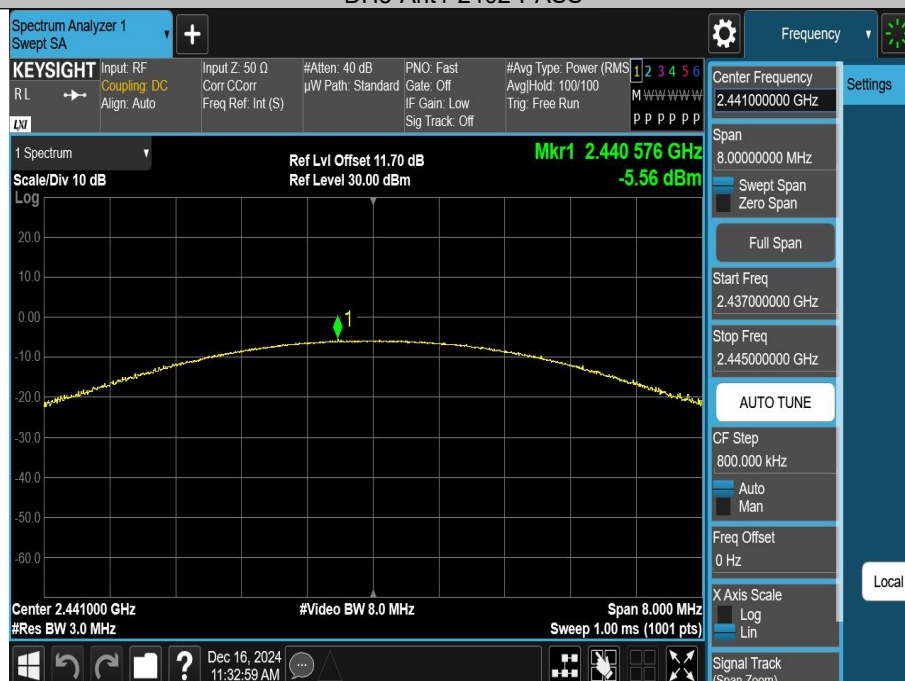 Spectrum Analyzer 1
Swept SA
+
Frequency
KEYSIGHT
RL
LXI
Input: RF
Coupling: DC
Align: Auto
Input Z: 50 Ω
Corr CCorr
Freq Ref: Int (S)
#Atten: 40 dB
µW Path: Standard
PNO: Fast
Gate: Off
IF Gain: Low
Sig Track: Off
#Avg Type: Power (RMS
Avg|Hold: 100/100
Trig: Free Run
1 2 3 4 5 6
M W W W W W
P P P P P P
1 Spectrum
Scale/Div 10 dB
Log
Ref Lvl Offset 11.70 dB
Ref Level 30.00 dBm
Mkr1 2.440 576 GHz
-5.56 dBm
20.0
10.0
0.00
-10.0
-20.0
-30.0
-40.0
-50.0
-60.0
1
Center 2.441000 GHz
#Res BW 3.0 MHz
#Video BW 8.0 MHz
Span 8.000 MHz
Sweep 1.00 ms (1001 pts)
Center Frequency
2.441000000 GHz
Settings
Span
8.00000000 MHz
Swept Span
Zero Span
Full Span
Start Freq
2.437000000 GHz
Stop Freq
2.445000000 GHz
AUTO TUNE
CF Step
800.000 kHz
Auto
Man
Freq Offset
0 Hz
X Axis Scale
Log
Lin
Local
Signal Track
(Span Zoom)
?
Dec 16, 2024
11:32:59 AM